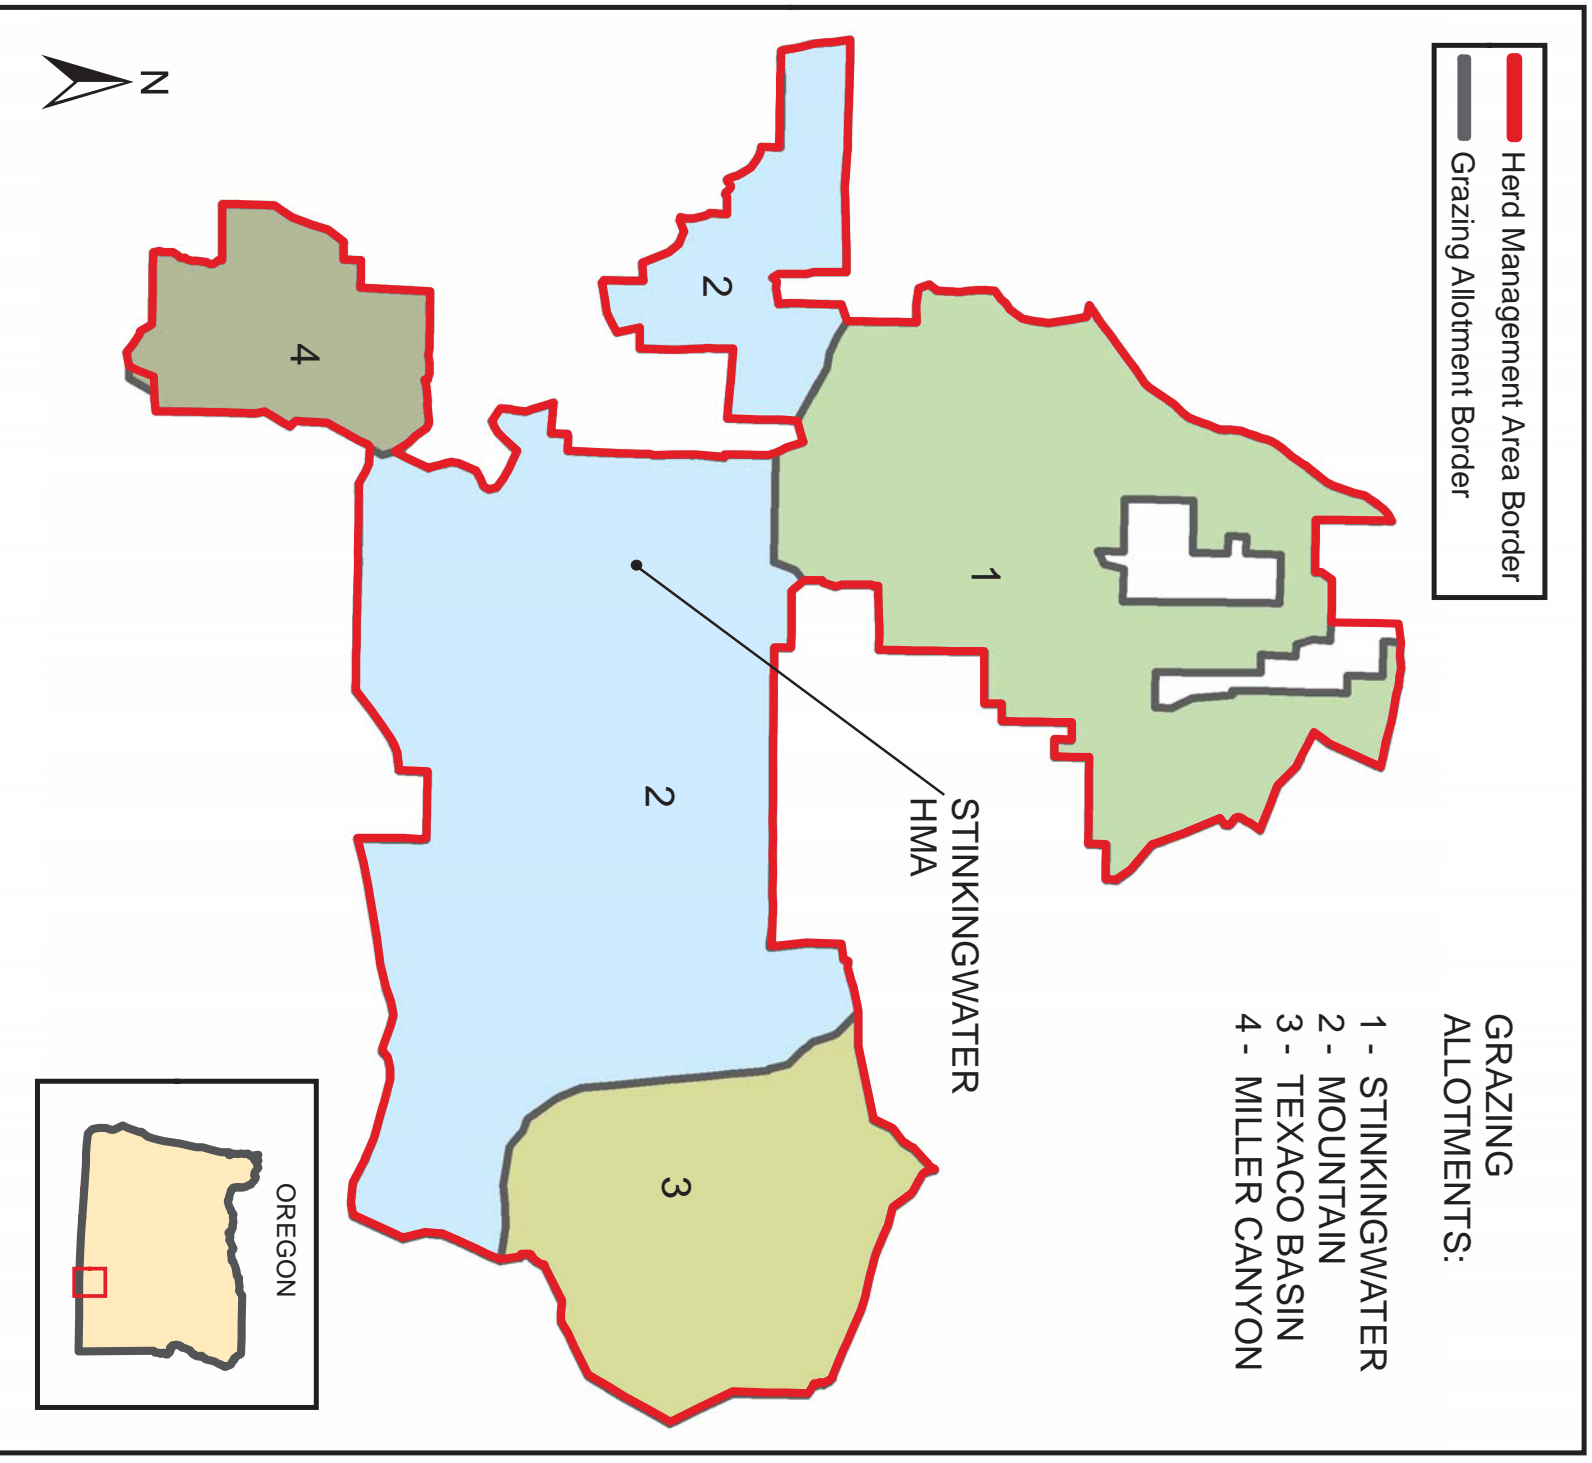 Herd Management Area Border
Grazing Allotment Border
GRAZING
ALLOTMENTS:
1 - STINKINGWATER
2 - MOUNTAIN
3 - TEXACO BASIN
4 - MILLER CANYON
1
STINKINGWATER
HMA
2
2
3
4
N
OREGON